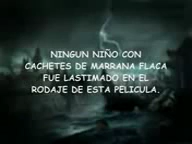 NINGUN NIÑO CON
CACHETES DE MARRANA FLACA
FUE LASTIMADO EN EL
RODAJE DE ESTA PELICULA.